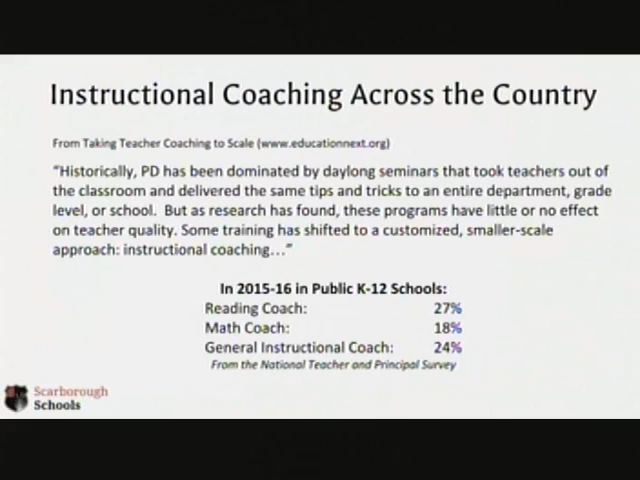 Instructional Coaching Across the Country
From Taking Teacher Coaching to Scale (www.educationnext.org)
“Historically, PD has been dominated by daylong seminars that took teachers out of
the classroom and delivered the same tips and tricks to an entire department, grade
level, or school.  But as research has found, these programs have little or no effect
on teacher quality. Some training has shifted to a customized, smaller-scale
approach: instructional coaching…”
In 2015-16 in Public K-12 Schools:
Reading Coach: 27%
Math Coach: 18%
General Instructional Coach: 24%
From the National Teacher and Principal Survey
Scarborough
Schools